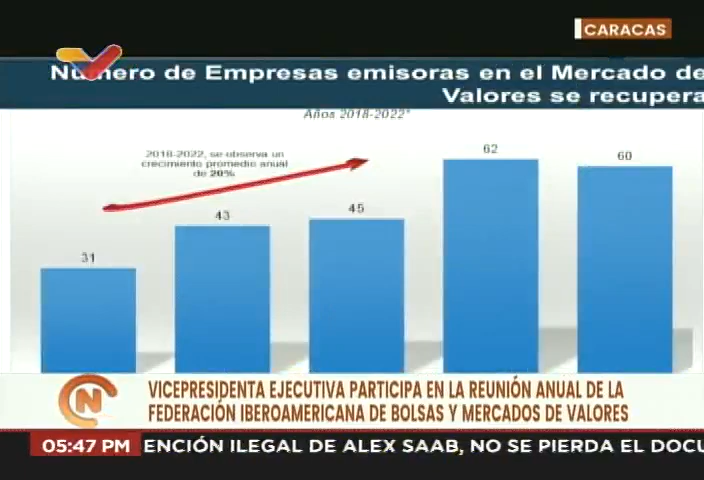 CARACAS
Número de Empresas emisoras en el Mercado de
Valores se recupera
Años 2018-2022*
2018-2022, se observa un
crecimiento promedio anual
de 20%
31
43
45
62
60
N
VICEPRESIDENTA EJECUTIVA PARTICIPA EN LA REUNIÓN ANUAL DE LA
FEDERACIÓN IBEROAMERICANA DE BOLSAS Y MERCADOS DE VALORES
05:47 PM ENCIÓN ILEGAL DE ALEX SAAB, NO SE PIERDA EL DOCU